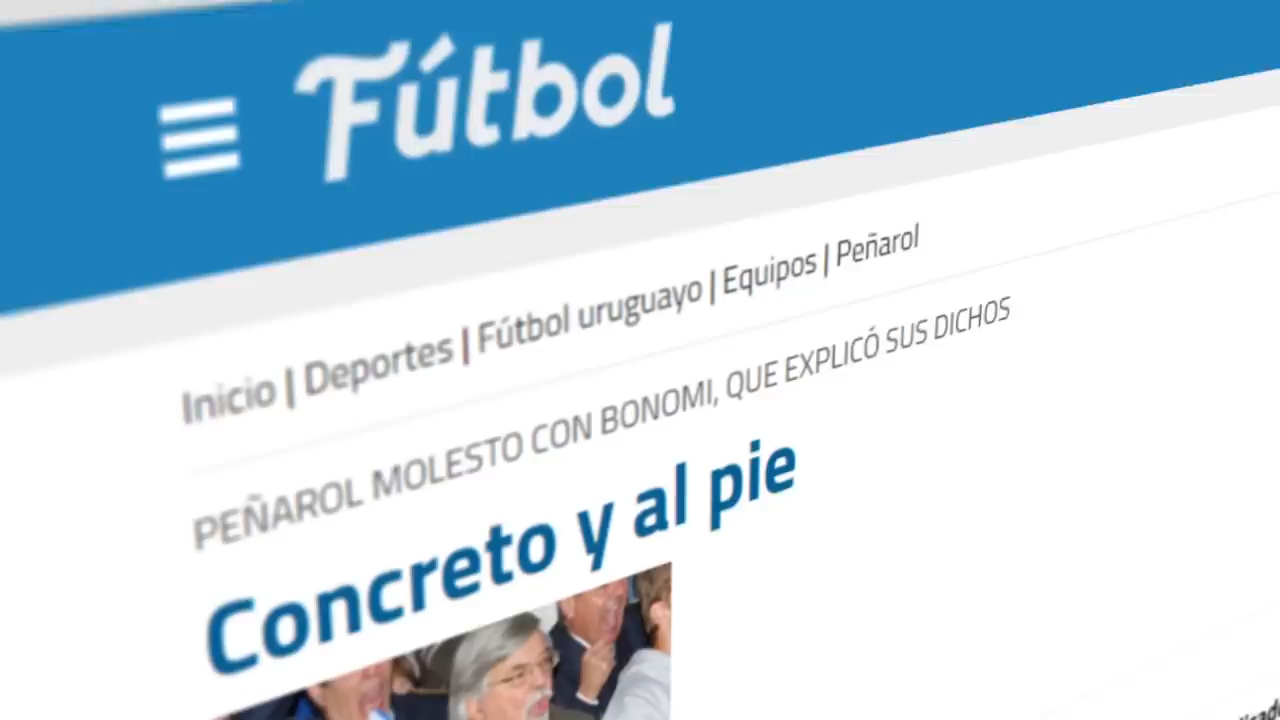 Fútbol
Inicio | Deportes | Fútbol uruguayo | Equipos | Peñarol
PEÑAROL MOLESTO CON BONOMI, QUE EXPLICÓ SUS DICHOS
Concreto y al pie